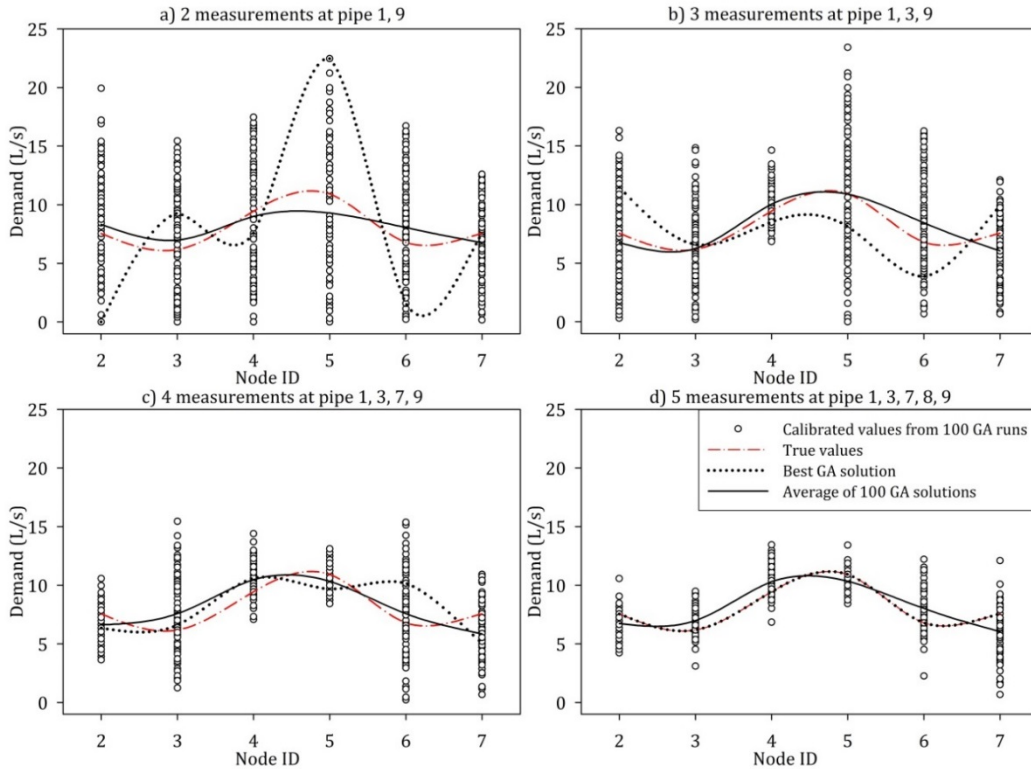 a) 2 measurements at pipe 1, 9
b) 3 measurements at pipe 1, 3, 9
25
20
15
10
5
0
Demand (L/s)
2 3 4 5 6 7
Node ID
25
20
15
10
5
0
Demand (L/s)
2 3 4 5 6 7
Node ID
c) 4 measurements at pipe 1, 3, 7, 9
d) 5 measurements at pipe 1, 3, 7, 8, 9
25
20
15
10
5
0
Demand (L/s)
2 3 4 5 6 7
Node ID
25
20
15
10
5
0
Demand (L/s)
Calibrated values from 100 GA runs
True values
Best GA solution
Average of 100 GA solutions
2 3 4 5 6 7
Node ID